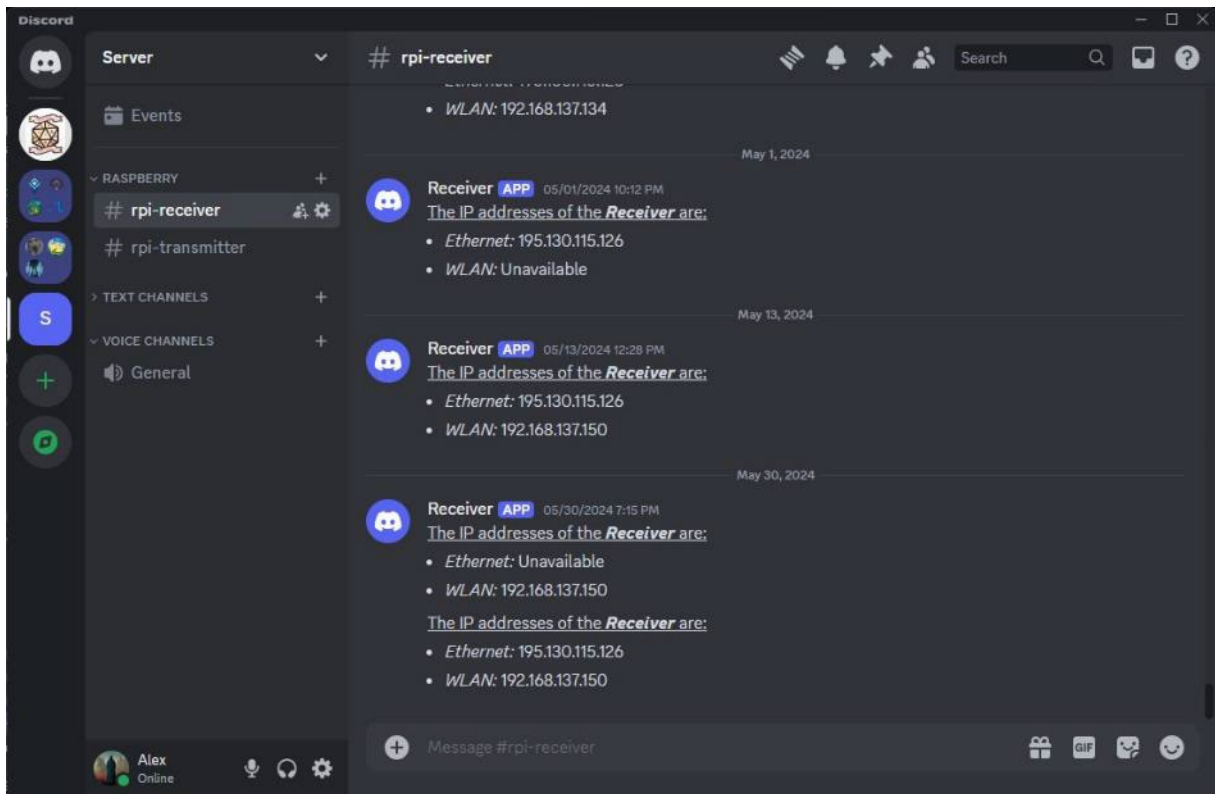 Discord
Server
Events
RASPBERRY
# rpi-receiver
# rpi-transmitter
TEXT CHANNELS
VOICE CHANNELS
General
S
Alex
Online
# rpi-receiver
Search
• WLAN: 192.168.137.134
May 1, 2024
Receiver APP 05/01/2024 10:12 PM
The IP addresses of the Receiver are:
• Ethernet: 195.130.115.126
• WLAN: Unavailable
May 13, 2024
Receiver APP 05/13/2024 12:28 PM
The IP addresses of the Receiver are:
• Ethernet: 195.130.115.126
• WLAN: 192.168.137.150
May 30, 2024
Receiver APP 05/30/2024 7:15 PM
The IP addresses of the Receiver are:
• Ethernet: Unavailable
• WLAN: 192.168.137.150
The IP addresses of the Receiver are:
• Ethernet: 195.130.115.126
• WLAN: 192.168.137.150
Message #rpi-receiver
GIF